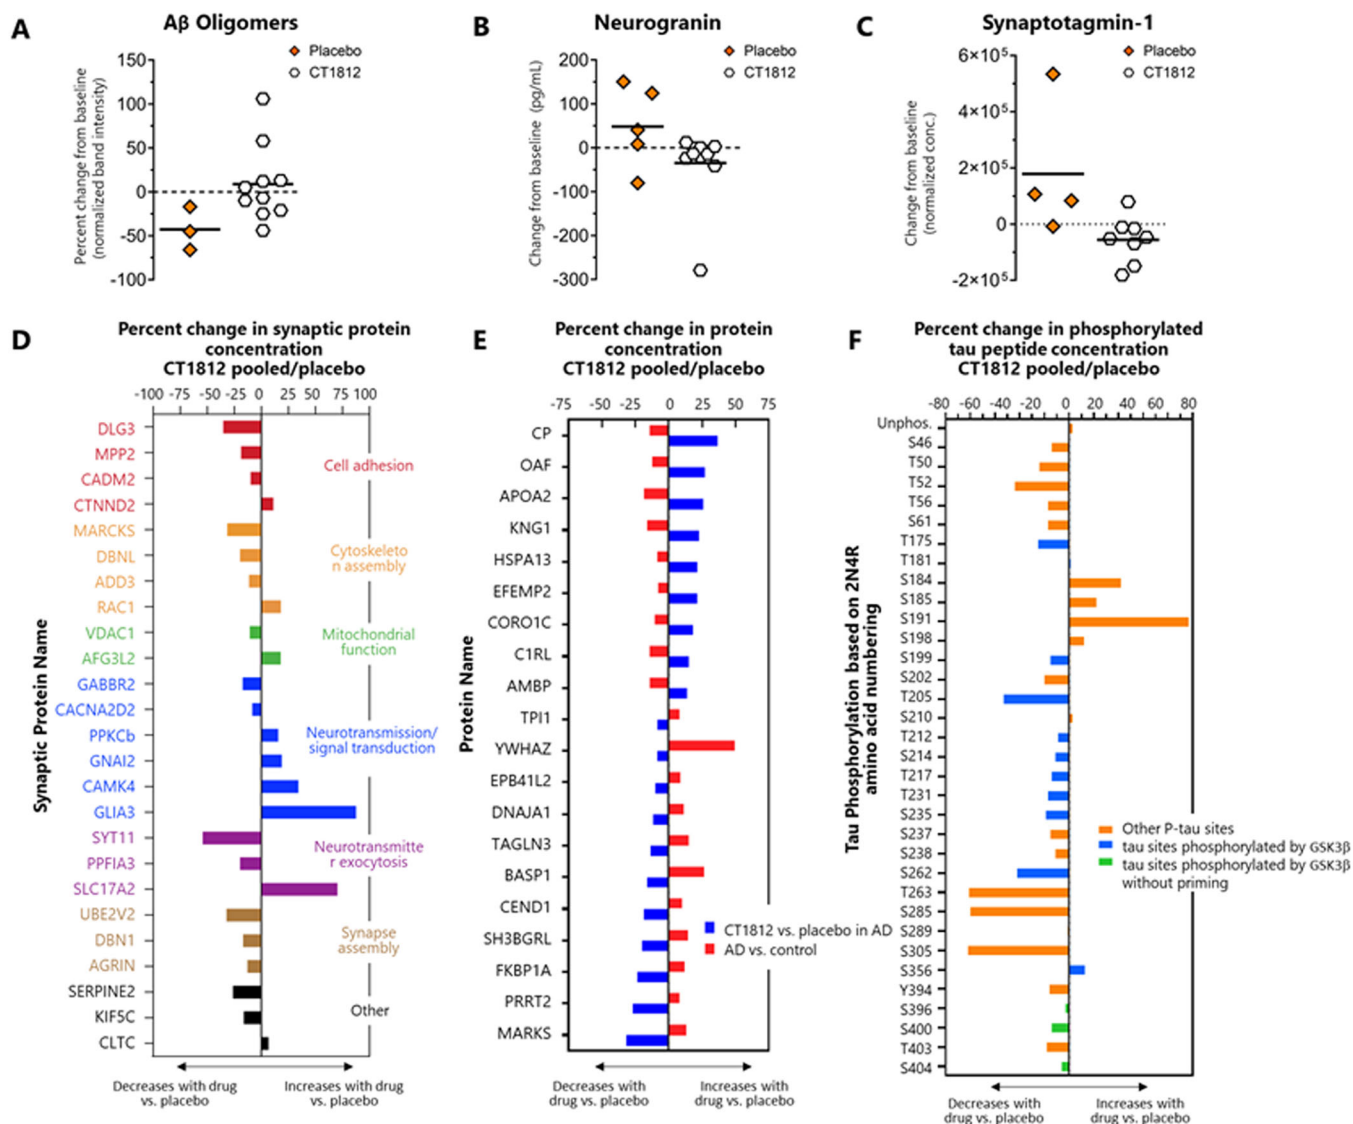 A
Aβ Oligomers
Placebo
CT1812
Percent change from baseline
(normalized band intensity)
150
100
50
0
-50
-100
B
Neurogranin
Placebo
CT1812
Change from baseline (pg/mL)
200
100
0
-100
-200
-300
C
Synaptotagmin-1
Placebo
CT1812
Change from baseline
(normalized conc.)
6×10⁵
4×10⁵
2×10⁵
0
-2×10⁵
D
Percent change in synaptic protein
concentration
CT1812 pooled/placebo
-100 -75 -50 -25 0 25 50 75 100
Synaptic Protein Name
DLG3
MPP2
CADM2
CTNND2
MARCKS
DBNL
ADD3
RAC1
VDAC1
AFG3L2
GABBR2
CACNA2D2
PPKCb
GNAI2
CAMK4
GLIA3
SYT11
PPFIA3
SLC17A2
UBE2V2
DBN1
AGRIN
SERPINE2
KIF5C
CLTC
Cell adhesion
Cytoskeleto
n assembly
Mitochondrial
function
Neurotransmission/
signal transduction
Neurotransmitte
r exocytosis
Synapse
assembly
Other
Decreases with drug
vs. placebo
Increases with drug
vs. placebo
E
Percent change in protein
concentration
CT1812 pooled/placebo
-75 -50 -25 0 25 50 75
Protein Name
CP
OAF
APOA2
KNG1
HSPA13
EFEMP2
CORO1C
C1RL
AMBP
TPI1
YWHAZ
EPB41L2
DNAJA1
TAGLN3
BASP1
CEND1
SH3BGRL
FKBP1A
PRRT2
MARKS
CT1812 vs. placebo in AD
AD vs. control
Decreases with
drug vs. placebo
Increases with
drug vs. placebo
F
Percent change in phosphorylated
tau peptide concentration
CT1812 pooled/placebo
-80 -60 -40 -20 0 20 40 60 80
Tau Phosphorylation based on 2N4R
amino acid numbering
Unphos.
S46
T50
T52
T56
S61
T175
T181
S184
S185
S191
S198
S199
S202
T205
S210
T212
S214
T217
T231
S235
S237
S238
S262
T263
S285
S289
S305
S356
Y394
S396
S400
T403
S404
Other P-tau sites
tau sites phosphorylated by GSK3β
tau sites phosphorylated by GSK3β
without priming
Decreases with
drug vs. placebo
Increases with
drug vs. placebo